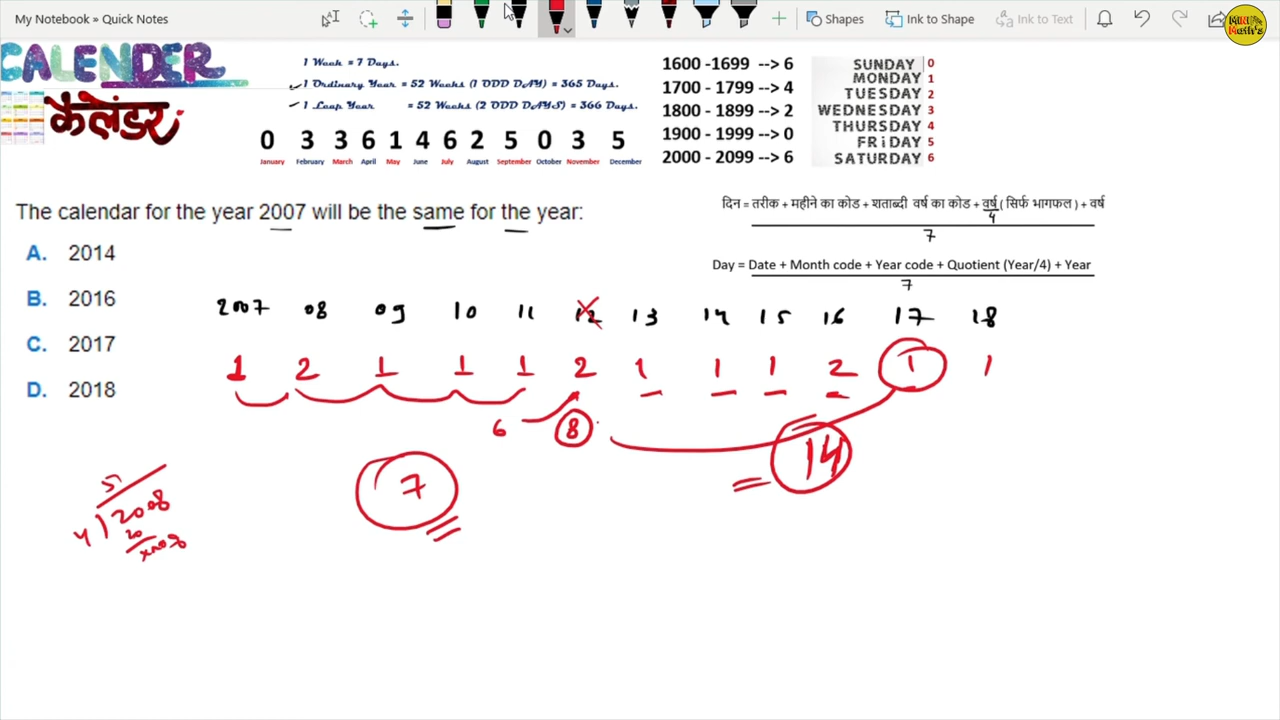 My Notebook » Quick Notes
Shapes
Ink to Shape
Ink to Text
MINI Math's
CALENDER
कैलेंडर
1 Week = 7 Days.
1 Ordinary Year = 52 Weeks (1 ODD DAY) = 365 Days.
1 Leap Year = 52 Weeks (2 ODD DAYS) = 366 Days.
0 3 3 6 1 4 6 2 5 0 3 5
January February March April May June July August September October November December
1600 -1699 --> 6
1700 - 1799 --> 4
1800 - 1899 --> 2
1900 - 1999 --> 0
2000 - 2099 --> 6
SUNDAY 0
MONDAY 1
TUESDAY 2
WEDNESDAY 3
THURSDAY 4
FRiDAY 5
SATURDAY 6
The calendar for the year 2007 will be the same for the year:
A. 2014
B. 2016
C. 2017
D. 2018
दिन = तरीक + महीने का कोड + शताब्दी वर्ष का कोड + वर्ष/4 ( सिर्फ भागफल ) + वर्ष
7
Day = Date + Month code + Year code + Quotient (Year/4) + Year
7
2007 08 09 10 11 12 13 14 15 16 17 18
1 2 1 1 1 2 1 1 1 2 1 1
6 8
14
7
5
4 ) 2008
20